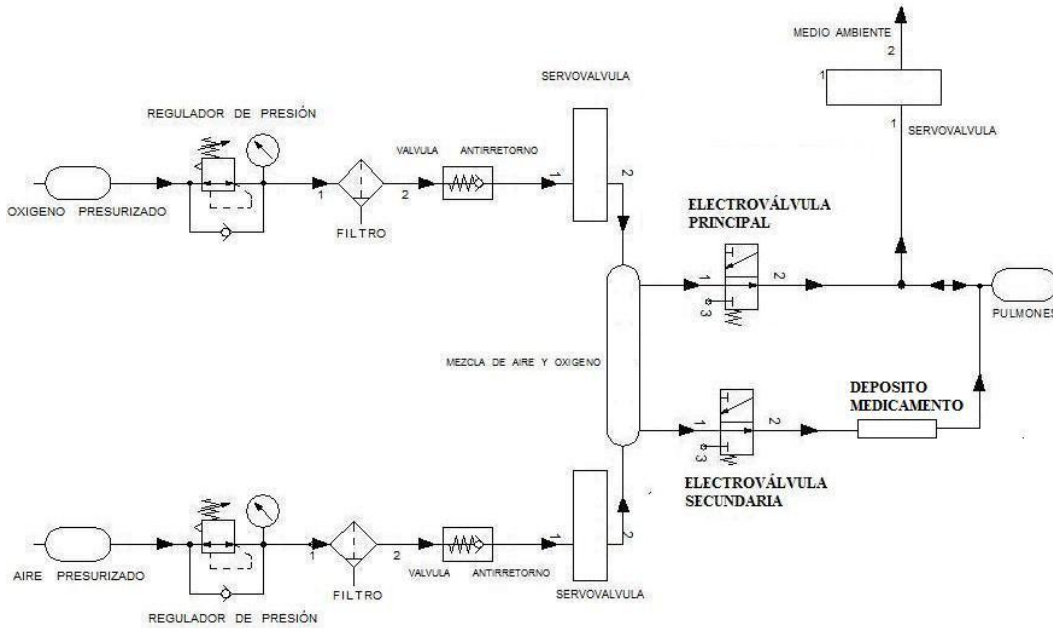 MEDIO AMBIENTE
2
1
1
SERVOVALVULA
SERVOVALVULA
REGULADOR DE PRESIÓN
VALVULA ANTIRRETORNO
1
2
1
2
OXIGENO PRESURIZADO
FILTRO
ELECTROVÁLVULA
PRINCIPAL
1
2
3
PULMONES
MEZCLA DE AIRE Y OXIGENO
DEPOSITO
MEDICAMENTO
1
2
3
ELECTROVÁLVULA
SECUNDARIA
1
2
1
2
AIRE PRESURIZADO
VALVULA ANTIRRETORNO
FILTRO
SERVOVALVULA
REGULADOR DE PRESIÓN